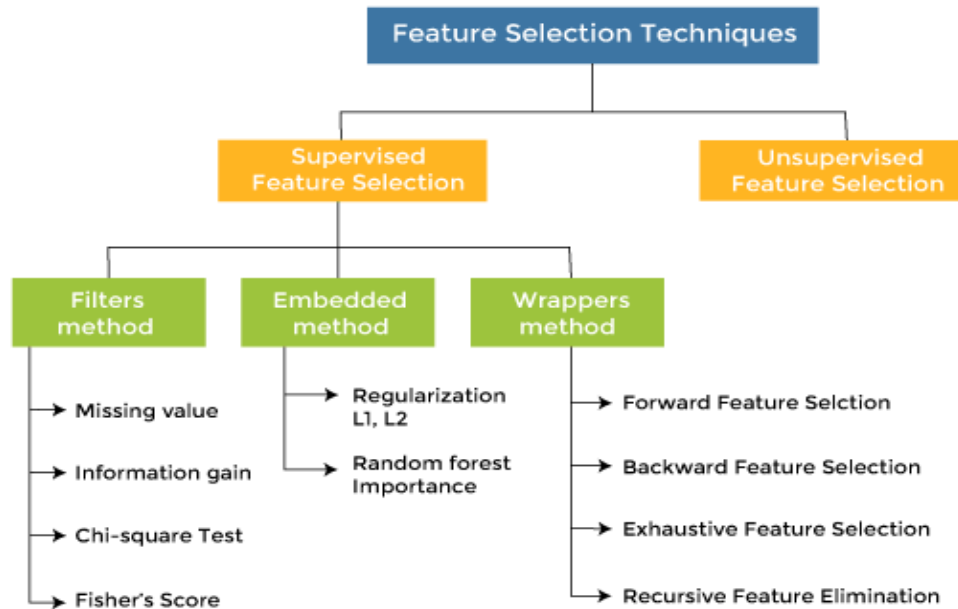 Feature Selection Techniques
Supervised
Feature Selection
Unsupervised
Feature Selection
Filters
method
Embedded
method
Wrappers
method
Missing value
Information gain
Chi-square Test
Fisher's Score
Regularization
L1, L2
Random forest
Importance
Forward Feature Selction
Backward Feature Selection
Exhaustive Feature Selection
Recursive Feature Elimination